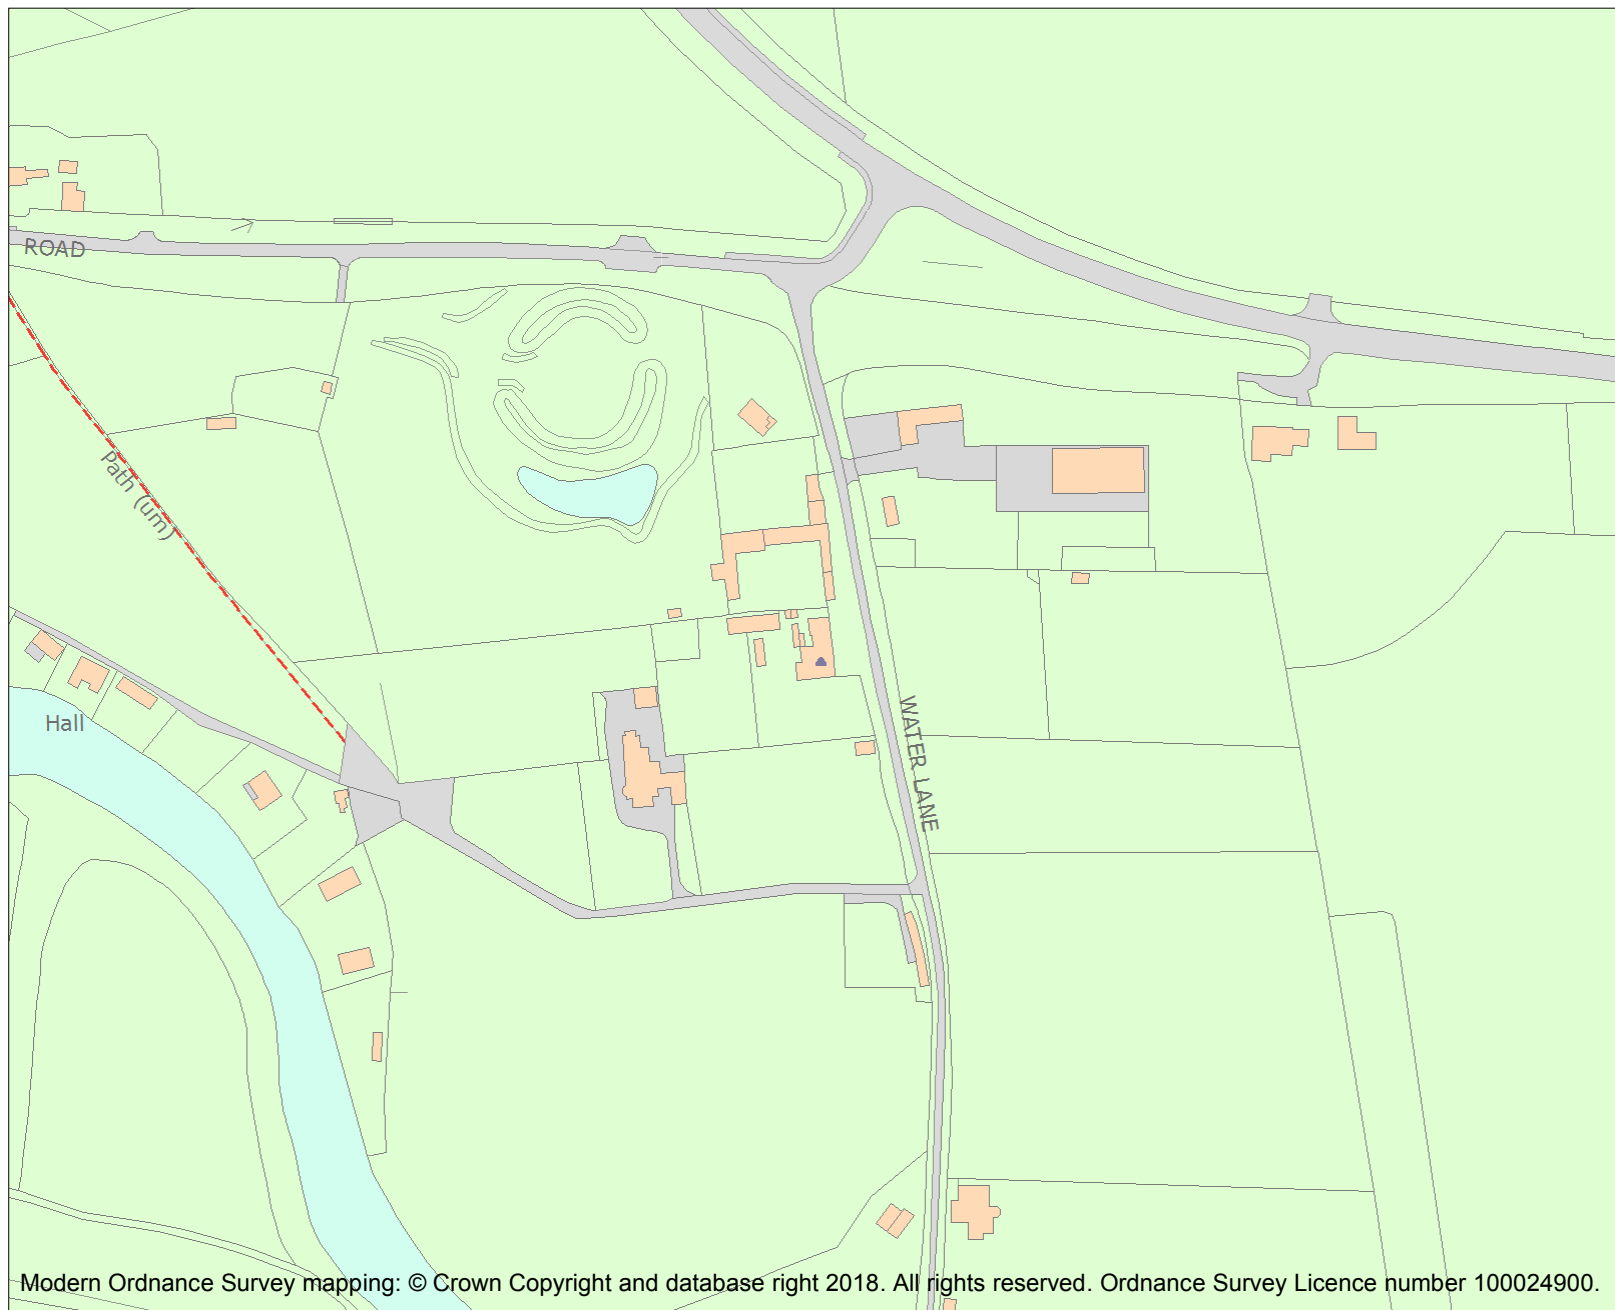 ROAD
Path (um)
WATER LANE
Hall
Modern Ordnance Survey mapping: © Crown Copyright and database right 2018. All rights reserved. Ordnance Survey Licence number 100024900.